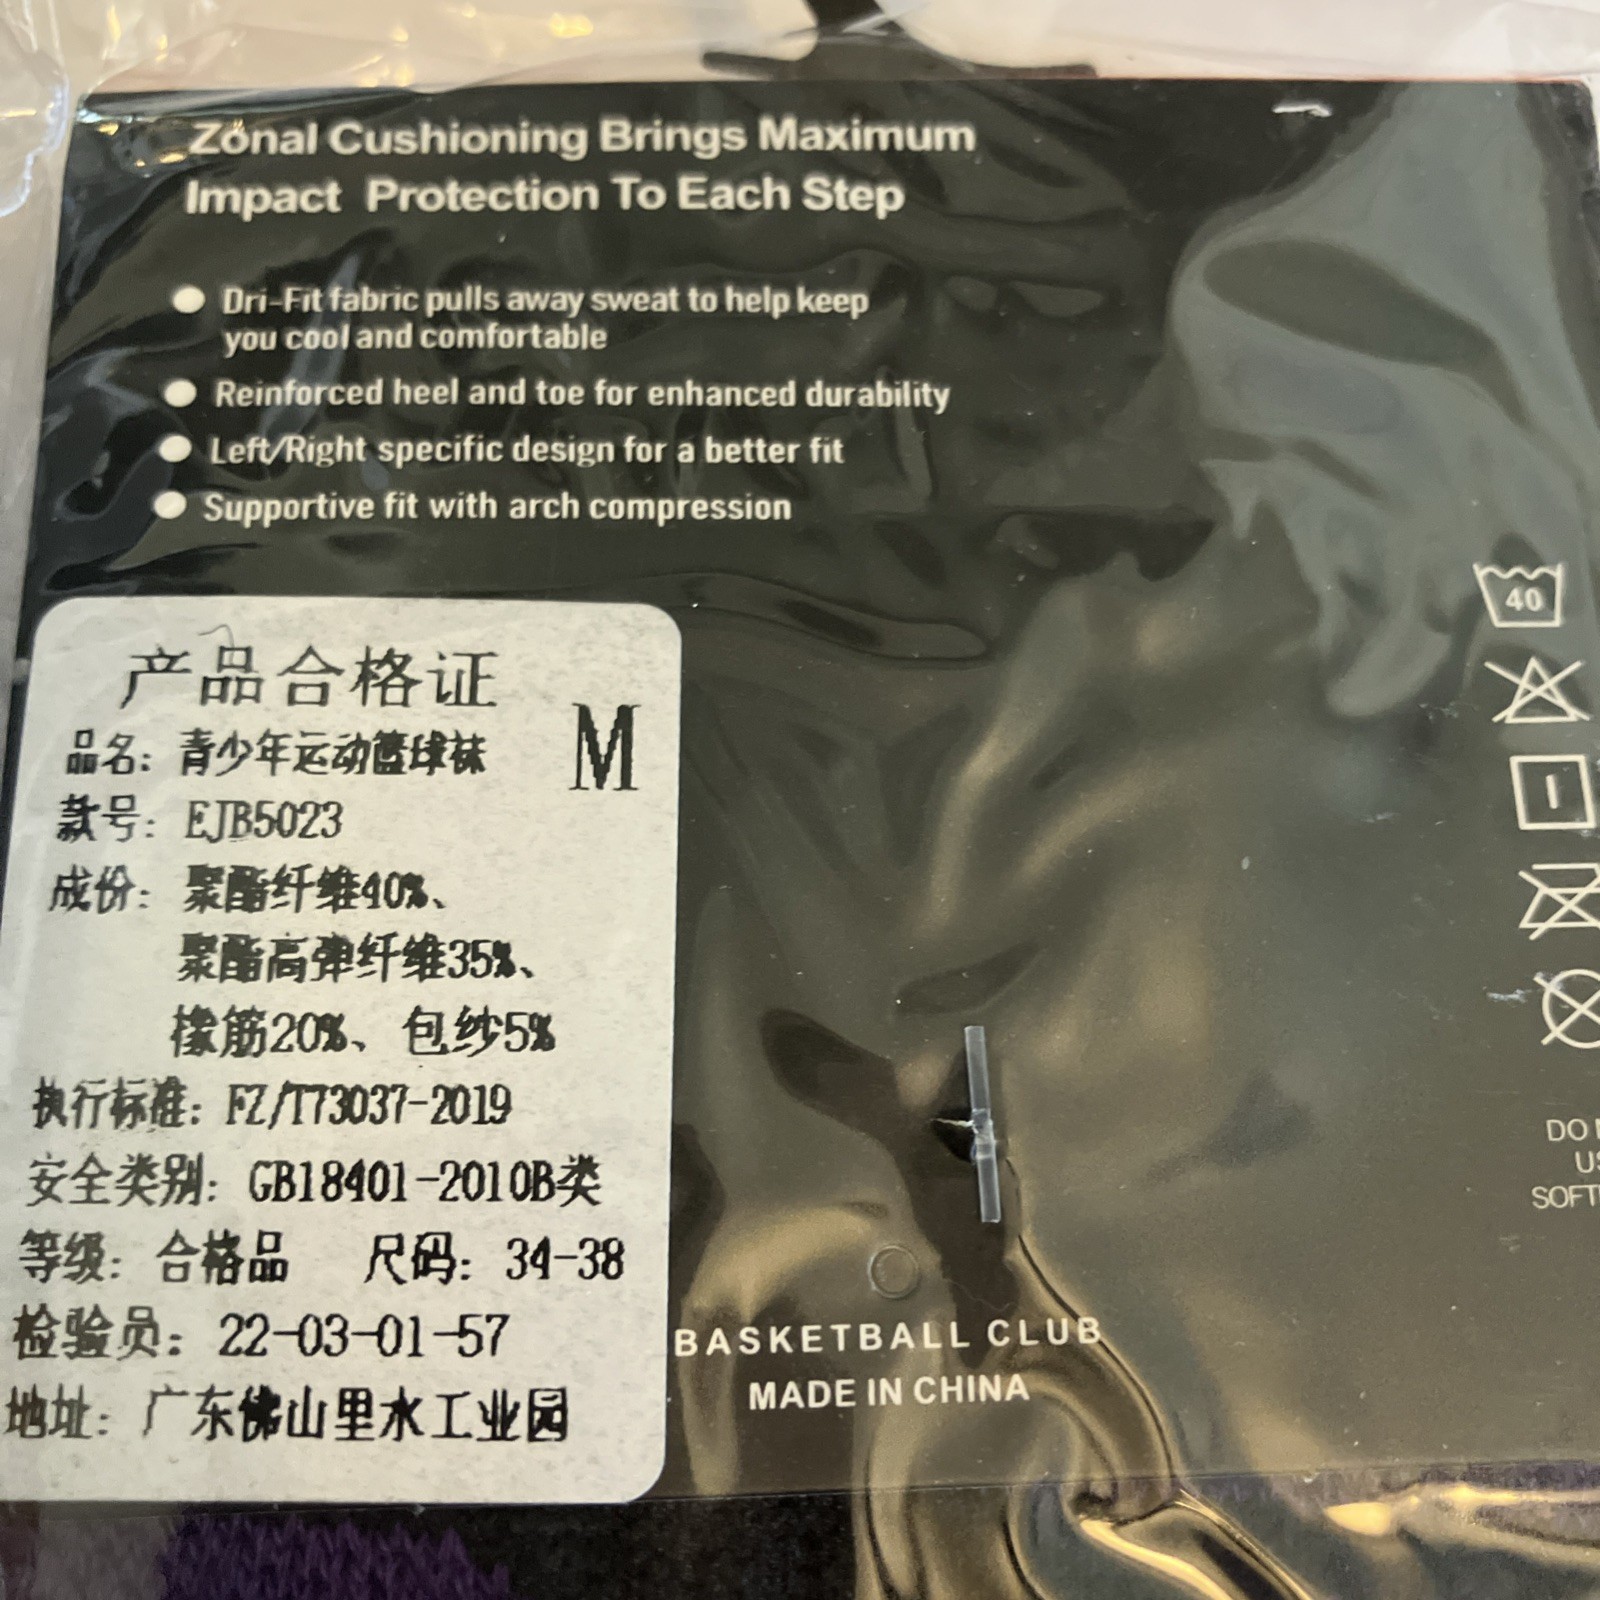 Zonal Cushioning Brings Maximum
Impact Protection To Each Step
Dri-Fit fabric pulls away sweat to help keep
you cool and comfortable
Reinforced heel and toe for enhanced durability
Left/Right specific design for a better fit
Supportive fit with arch compression
40
产品合格证
M
品名: 青少年运动篮球袜
款号: EJB5023
成份: 聚酯纤维40%、
聚酯高弹纤维35%、
橡筋20%、包纱5%
执行标准: FZ/T73037-2019
安全类别: GB18401-2010B类
等级: 合格品 尺码: 34-38
检验员: 22-03-01-57
地址: 广东佛山里水工业园
DO
SOFT
BASKETBALL CLUB
MADE IN CHINA